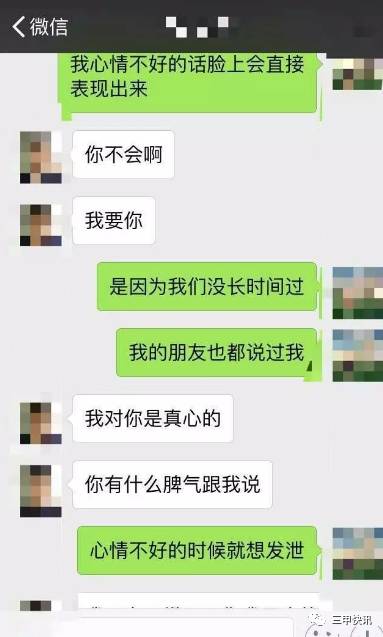 微信
我心情不好的话脸上会直接
表现出来
你不会啊
我要你
是因为我们没长时间过
我的朋友也都说过我
我对你是真心的
你有什么脾气跟我说
心情不好的时候就想发泄
三甲快讯